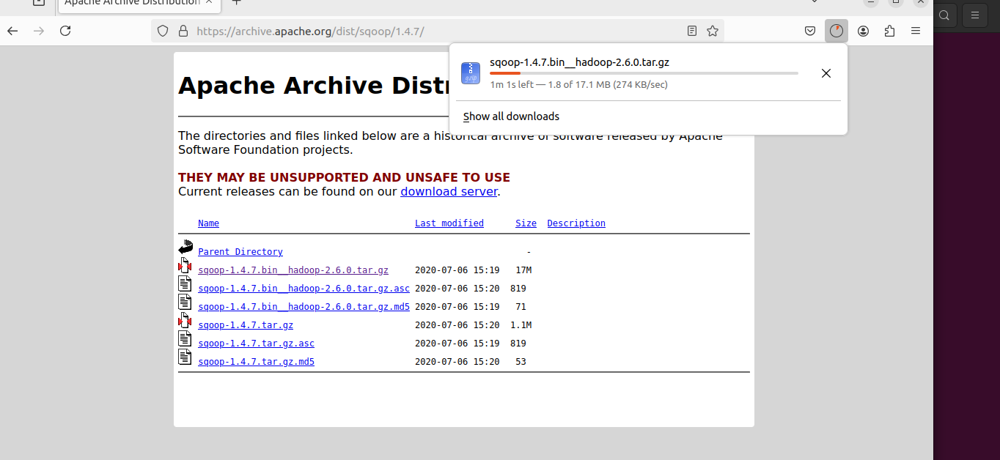 Apache Archive Distribution
https://archive.apache.org/dist/sqoop/1.4.7/
sqoop-1.4.7.bin__hadoop-2.6.0.tar.gz
1m 1s left — 1.8 of 17.1 MB (274 KB/sec)
Show all downloads
Apache Archive Distr
The directories and files linked below are a historical archive of software released by Apache
Software Foundation projects.
THEY MAY BE UNSUPPORTED AND UNSAFE TO USE
Current releases can be found on our download server.
Name Last modified Size Description
Parent Directory -
sqoop-1.4.7.bin__hadoop-2.6.0.tar.gz 2020-07-06 15:19 17M
sqoop-1.4.7.bin__hadoop-2.6.0.tar.gz.asc 2020-07-06 15:20 819
sqoop-1.4.7.bin__hadoop-2.6.0.tar.gz.md5 2020-07-06 15:19 71
sqoop-1.4.7.tar.gz 2020-07-06 15:20 1.1M
sqoop-1.4.7.tar.gz.asc 2020-07-06 15:19 819
sqoop-1.4.7.tar.gz.md5 2020-07-06 15:20 53